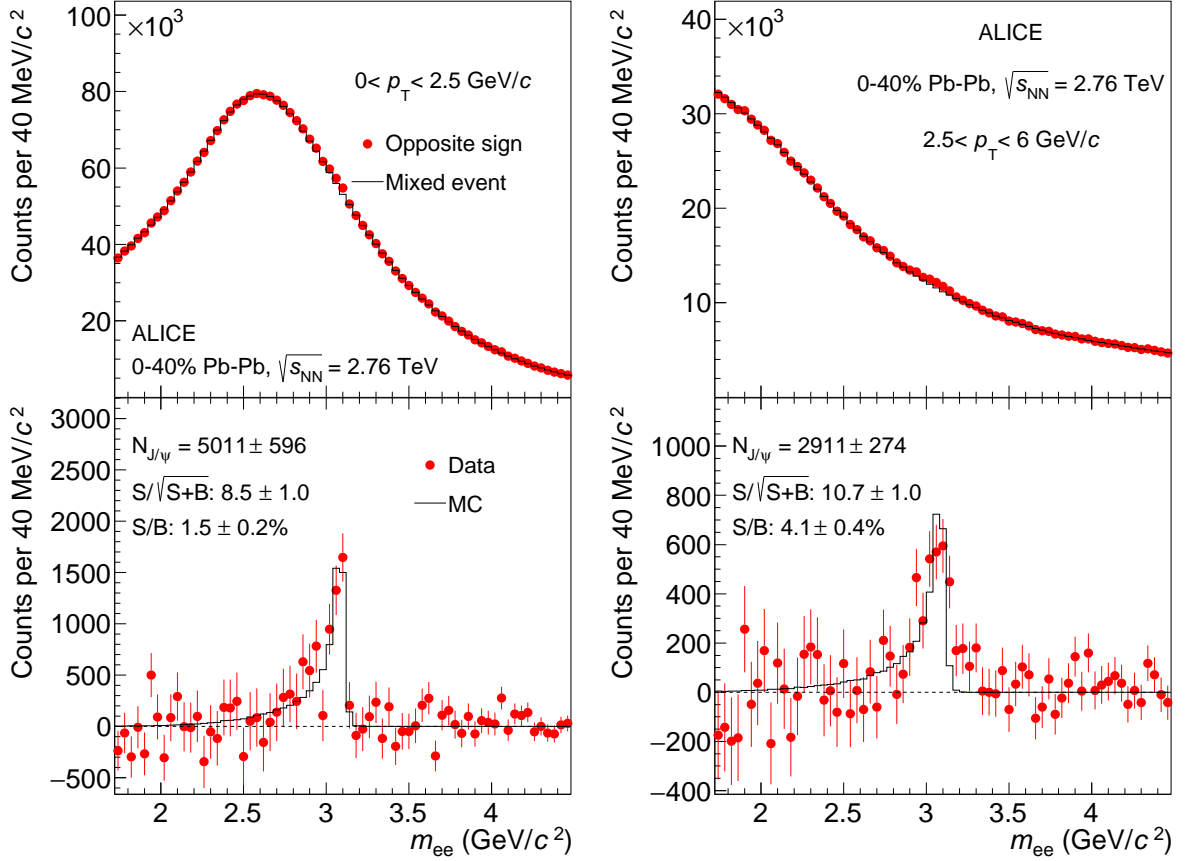 Counts per 40 MeV/c²
100
80
60
40
20
×10³
0< p_T < 2.5 GeV/c
Opposite sign
Mixed event
ALICE
0-40% Pb-Pb, √s_NN = 2.76 TeV
Counts per 40 MeV/c²
40
30
20
10
0
×10³
ALICE
0-40% Pb-Pb, √s_NN = 2.76 TeV
2.5< p_T < 6 GeV/c
Counts per 40 MeV/c²
3000
2500
2000
1500
1000
500
0
−500
N_J/ψ = 5011± 596
S/√S+B: 8.5 ± 1.0
S/B: 1.5 ± 0.2%
Data
MC
2 2.5 3 3.5 4
m_ee (GeV/c²)
Counts per 40 MeV/c²
1000
800
600
400
200
0
−200
−400
N_J/ψ = 2911± 274
S/√S+B: 10.7 ± 1.0
S/B: 4.1± 0.4%
2 2.5 3 3.5 4
m_ee (GeV/c²)